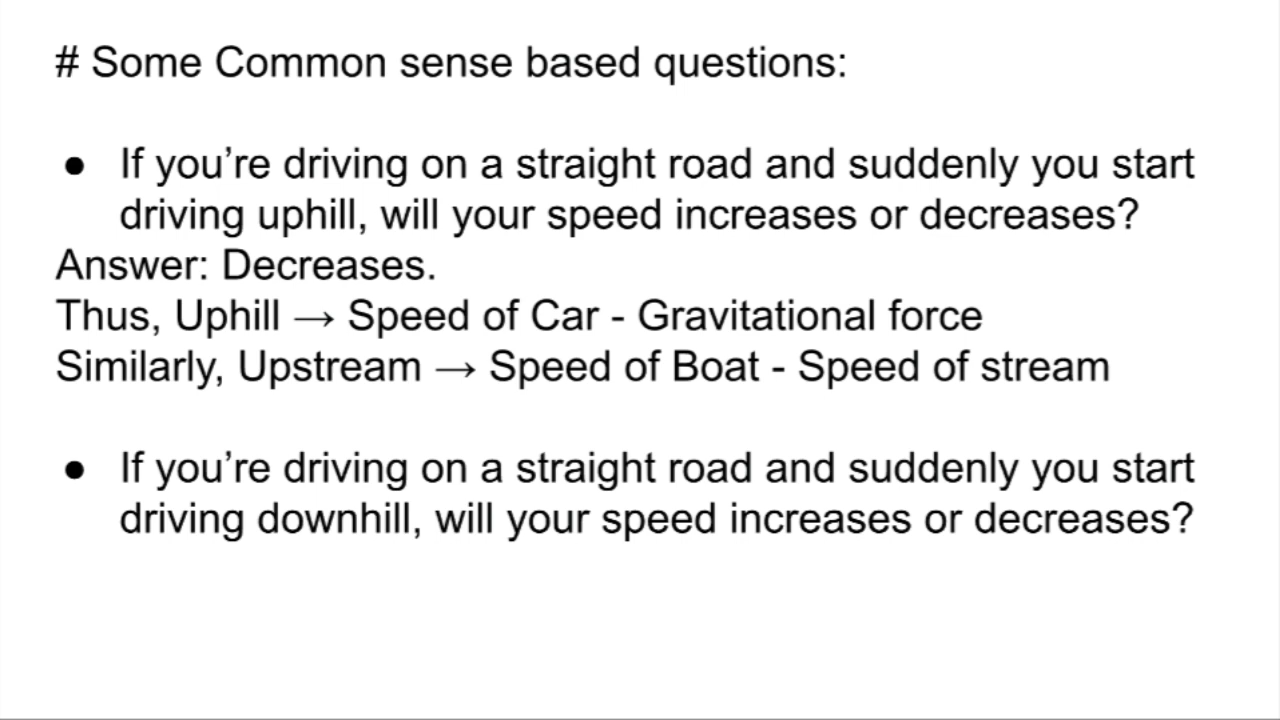 # Some Common sense based questions:
● If you’re driving on a straight road and suddenly you start
driving uphill, will your speed increases or decreases?
Answer: Decreases.
Thus, Uphill → Speed of Car - Gravitational force
Similarly, Upstream → Speed of Boat - Speed of stream
● If you’re driving on a straight road and suddenly you start
driving downhill, will your speed increases or decreases?